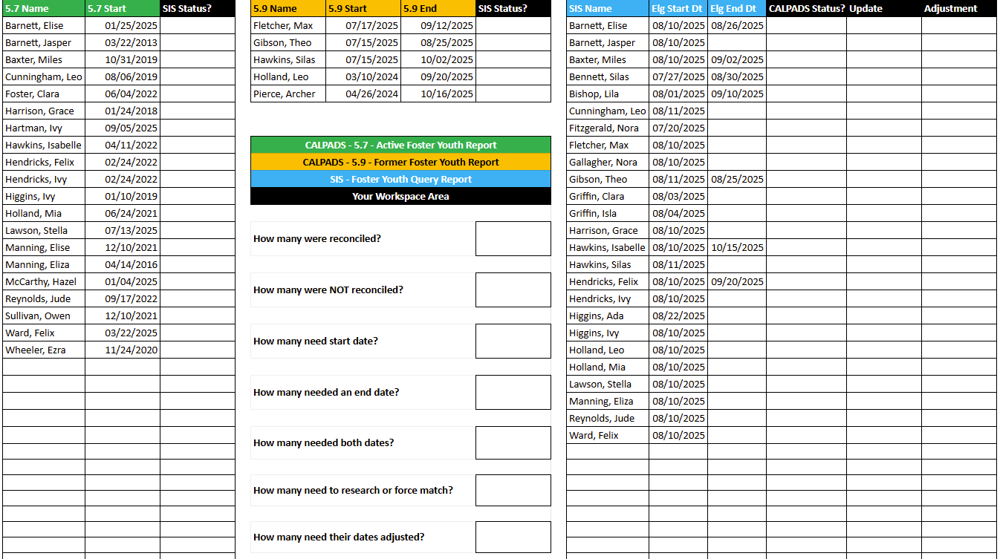 5.7 Name 5.7 Start SIS Status?
Barnett, Elise 01/25/2025
Barnett, Jasper 03/22/2013
Baxter, Miles 10/31/2019
Cunningham, Leo 08/06/2019
Foster, Clara 06/04/2022
Harrison, Grace 01/24/2018
Hartman, Ivy 09/05/2025
Hawkins, Isabelle 04/11/2022
Hendricks, Felix 02/24/2022
Hendricks, Ivy 02/24/2022
Higgins, Ivy 01/10/2019
Holland, Mia 06/24/2021
Lawson, Stella 07/13/2025
Manning, Elise 12/10/2021
Manning, Eliza 04/14/2016
McCarthy, Hazel 01/04/2025
Reynolds, Jude 09/17/2022
Sullivan, Owen 12/10/2021
Ward, Felix 03/22/2025
Wheeler, Ezra 11/24/2020
5.9 Name 5.9 Start 5.9 End SIS Status?
Fletcher, Max 07/17/2025 09/12/2025
Gibson, Theo 07/15/2025 08/25/2025
Hawkins, Silas 07/15/2025 10/02/2025
Holland, Leo 03/10/2024 09/20/2025
Pierce, Archer 04/26/2024 10/16/2025
CALPADS - 5.7 - Active Foster Youth Report
CALPADS - 5.9 - Former Foster Youth Report
SIS - Foster Youth Query Report
Your Workspace Area
How many were reconciled?
How many were NOT reconciled?
How many need start date?
How many needed an end date?
How many needed both dates?
How many need to research or force match?
How many need their dates adjusted?
SIS Name Elg Start Dt Elg End Dt CALPADS Status? Update Adjustment
Barnett, Elise 08/10/2025 08/26/2025
Barnett, Jasper 08/10/2025
Baxter, Miles 08/10/2025 09/02/2025
Bennett, Silas 07/27/2025 08/30/2025
Bishop, Lila 08/01/2025 09/10/2025
Cunningham, Leo 08/11/2025
Fitzgerald, Nora 07/20/2025
Fletcher, Max 08/10/2025
Gallagher, Nora 08/10/2025
Gibson, Theo 08/11/2025 08/25/2025
Griffin, Clara 08/03/2025
Griffin, Isla 08/04/2025
Harrison, Grace 08/10/2025
Hawkins, Isabelle 08/10/2025 10/15/2025
Hawkins, Silas 08/11/2025
Hendricks, Felix 08/10/2025 09/20/2025
Hendricks, Ivy 08/10/2025
Higgins, Ada 08/22/2025
Higgins, Ivy 08/10/2025
Holland, Leo 08/10/2025
Holland, Mia 08/10/2025
Lawson, Stella 08/10/2025
Manning, Eliza 08/10/2025
Reynolds, Jude 08/10/2025
Ward, Felix 08/10/2025